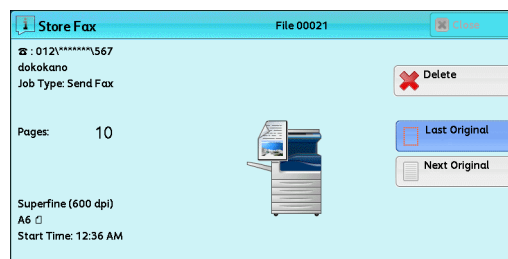 Store Fax
File 00021
Close
☎ : 012\*******\567
dokokano
Job Type: Send Fax
Delete
Pages: 10
Last Original
Next Original
Superfine (600 dpi)
A6
Start Time: 12:36 AM